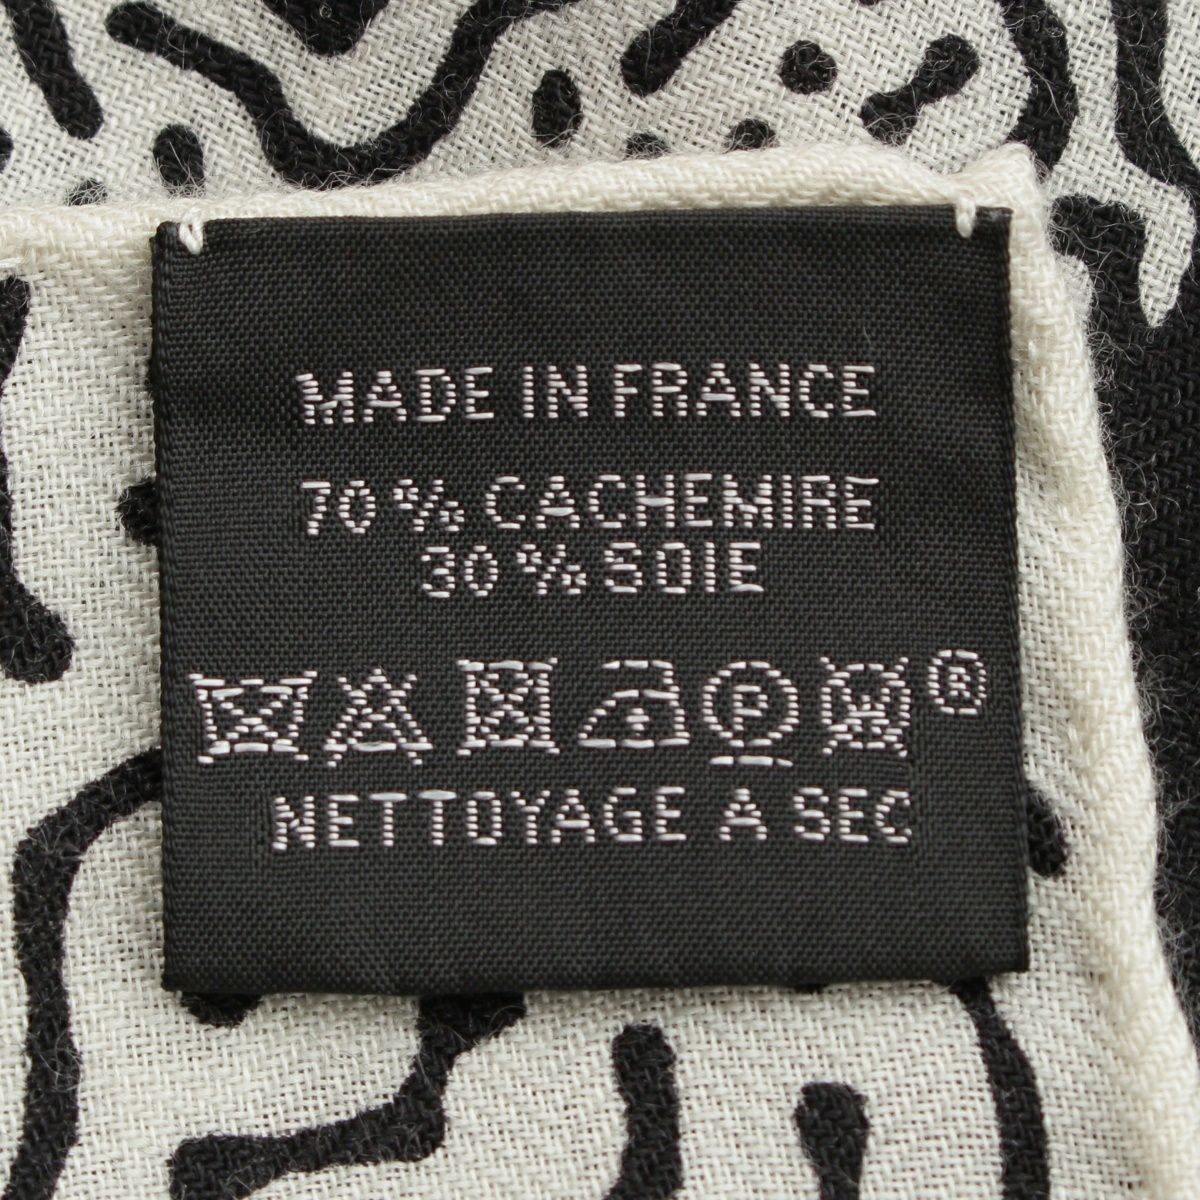 MADE IN FRANCE
70 % CACHEMIRE
30 % SOIE
P W ®
NETTOYAGE A SEC